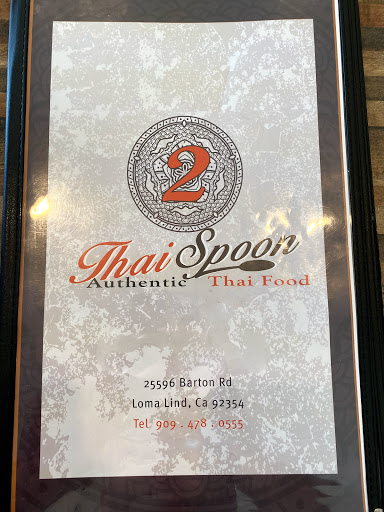 2
Thai Spoon
Authentic Thai Food
25596 Barton Rd
Loma Lind, Ca 92354
Tel. 909 . 478 . 0555